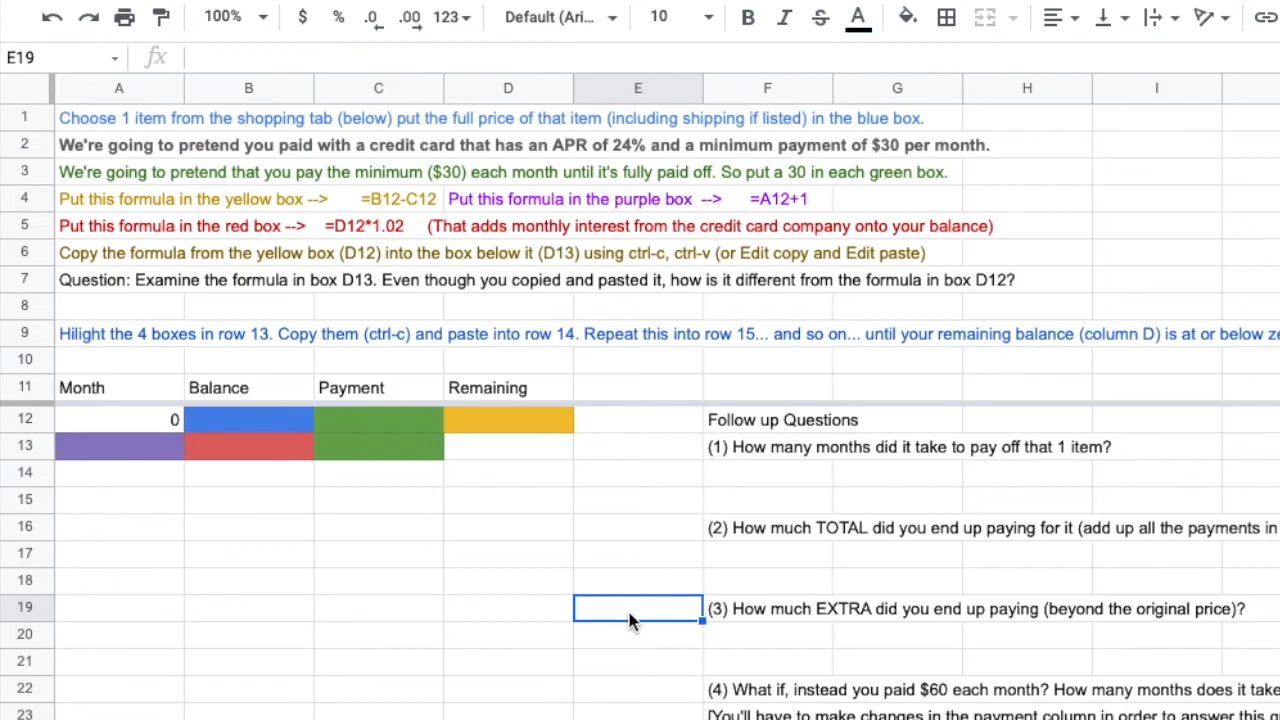 100% $ % .0 .00 123 Default (Ari... 10 B I S A
E19 fx
A B C D E F G H I
1 Choose 1 item from the shopping tab (below) put the full price of that item (including shipping if listed) in the blue box.
2 We're going to pretend you paid with a credit card that has an APR of 24% and a minimum payment of $30 per month.
3 We're going to pretend that you pay the minimum ($30) each month until it's fully paid off. So put a 30 in each green box.
4 Put this formula in the yellow box --> =B12-C12 Put this formula in the purple box --> =A12+1
5 Put this formula in the red box --> =D12*1.02 (That adds monthly interest from the credit card company onto your balance)
6 Copy the formula from the yellow box (D12) into the box below it (D13) using ctrl-c, ctrl-v (or Edit copy and Edit paste)
7 Question: Examine the formula in box D13. Even though you copied and pasted it, how is it different from the formula in box D12?
8
9 Hilight the 4 boxes in row 13. Copy them (ctrl-c) and paste into row 14. Repeat this into row 15... and so on... until your remaining balance (column D) is at or below ze
10
11 Month Balance Payment Remaining
12 0 Follow up Questions
13 (1) How many months did it take to pay off that 1 item?
14
15
16 (2) How much TOTAL did you end up paying for it (add up all the payments in
17
18
19 (3) How much EXTRA did you end up paying (beyond the original price)?
20
21
22 (4) What if, instead you paid $60 each month? How many months does it take
23 [You'll have to make changes in the payment column in order to answer this q